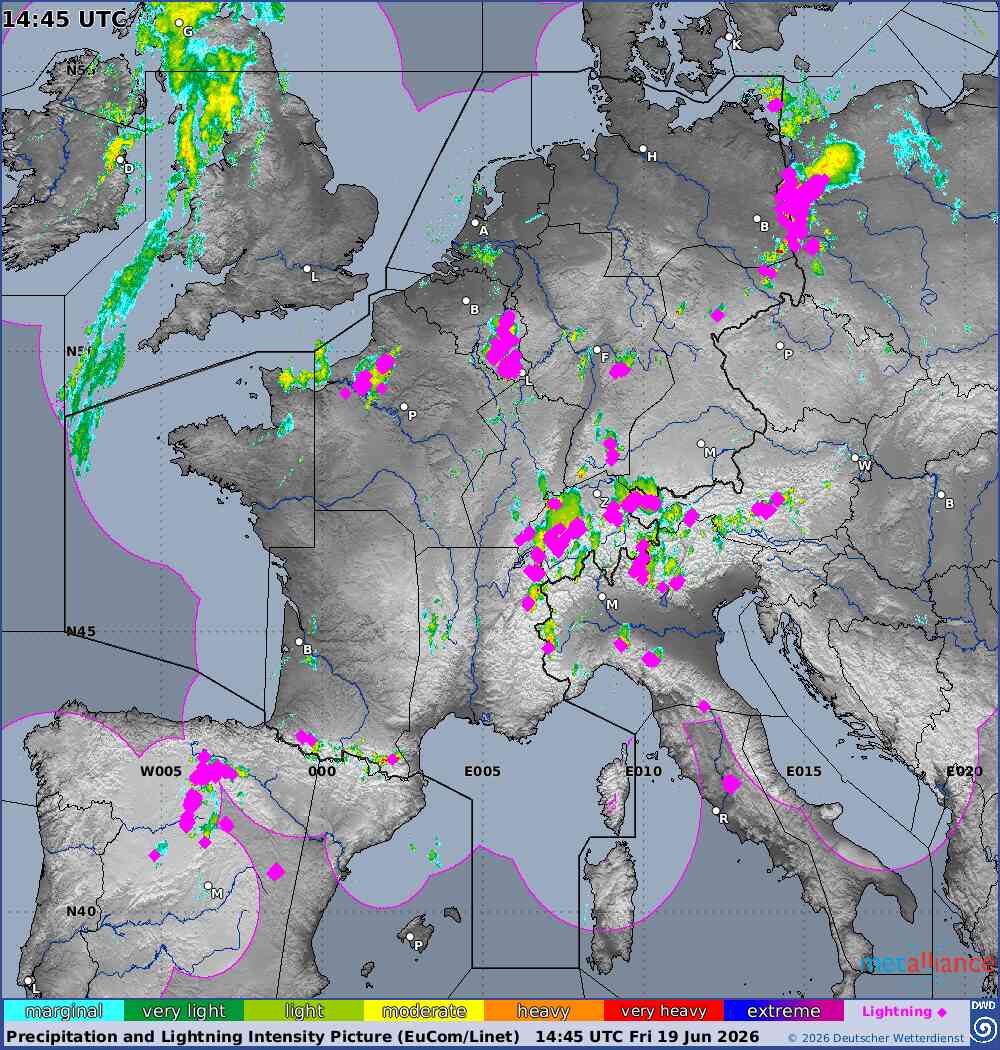 14:45 UTC
G
K
N55
D
H
A
B
L
B
N50
P
F
L
P
M
W
Z
B
M
N45
B
W005
000
E005
E010
E015
E020
R
M
N40
P
L
metalliance
marginal
very light
light
moderate
heavy
very heavy
extreme
Lightning
DWD
Precipitation and Lightning Intensity Picture (EuCom/Linet) 14:45 UTC Fri 19 Jun 2026
© 2026 Deutscher Wetterdienst